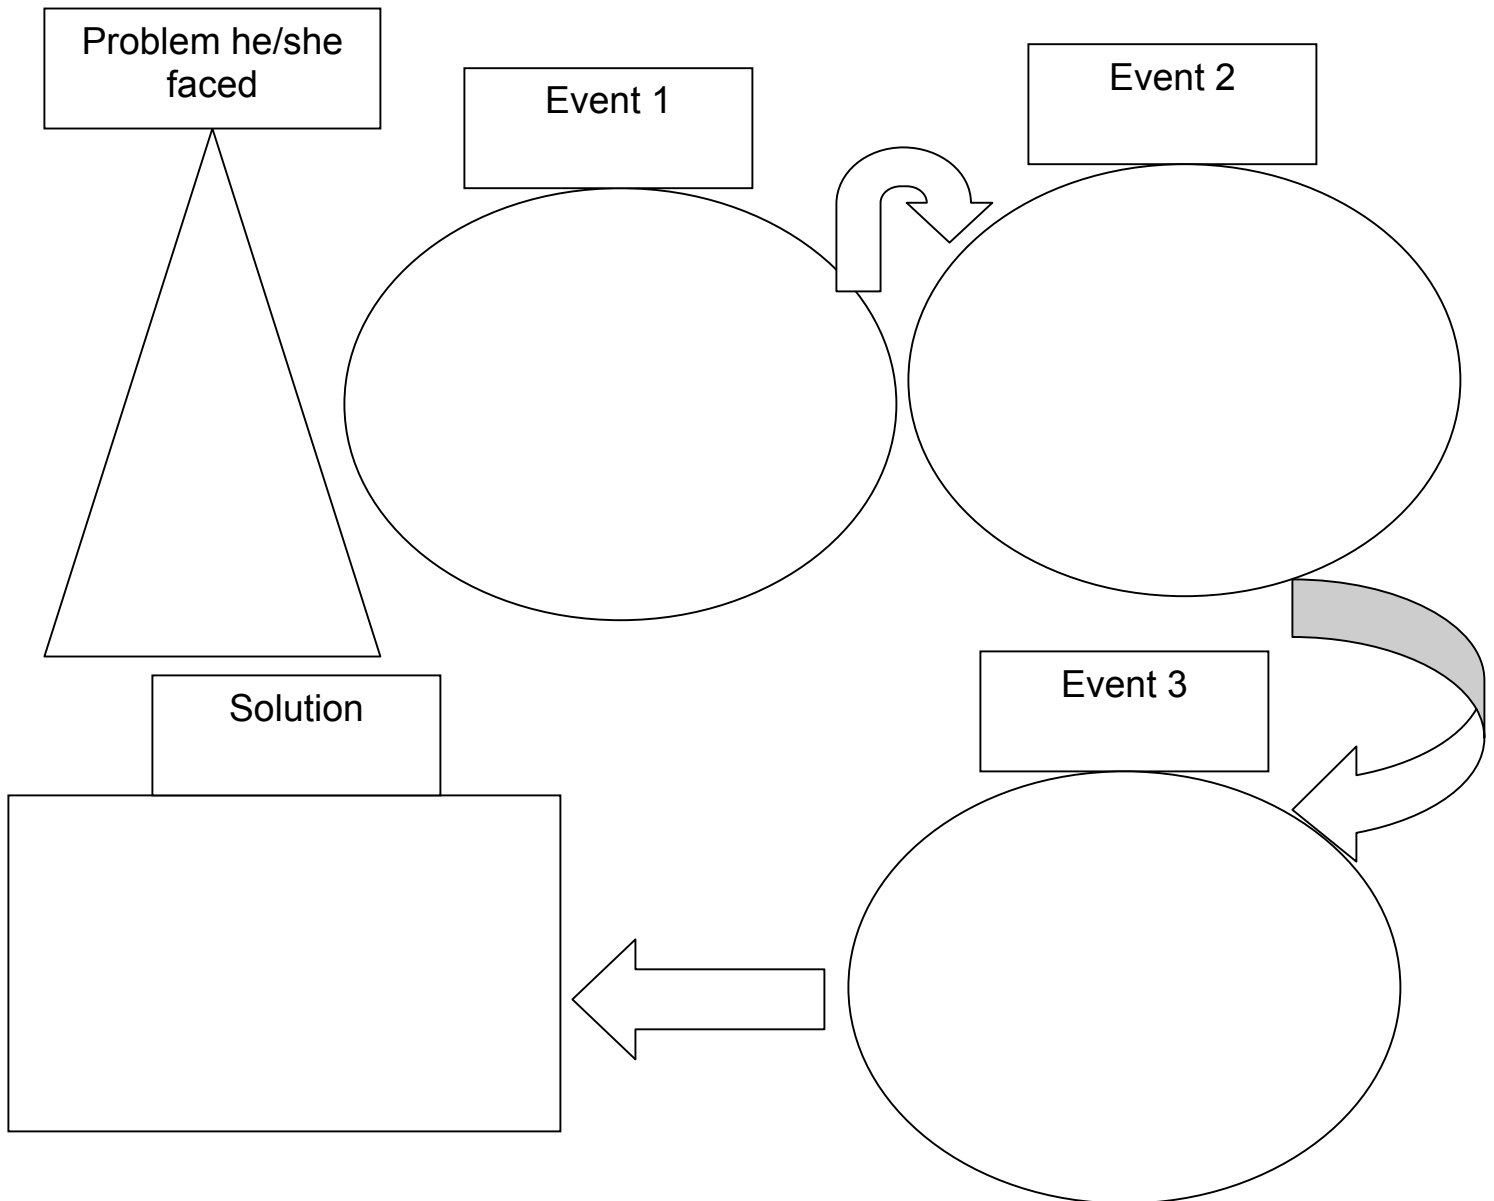 Problem he/she
faced
Event 1
Event 2
Event 3
Solution